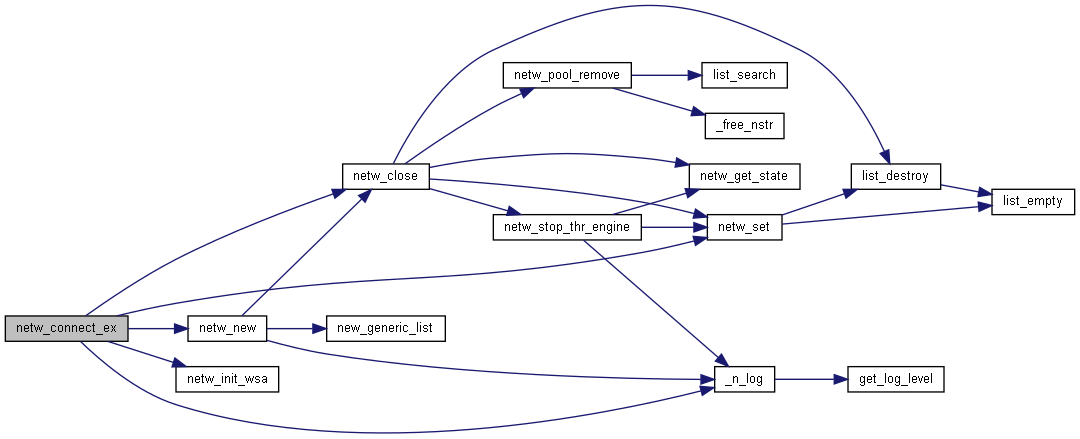 netw_pool_remove
list_search
_free_nstr
netw_close
netw_get_state
list_destroy
list_empty
netw_stop_thr_engine
netw_set
netw_connect_ex
netw_new
new_generic_list
netw_init_wsa
_n_log
get_log_level